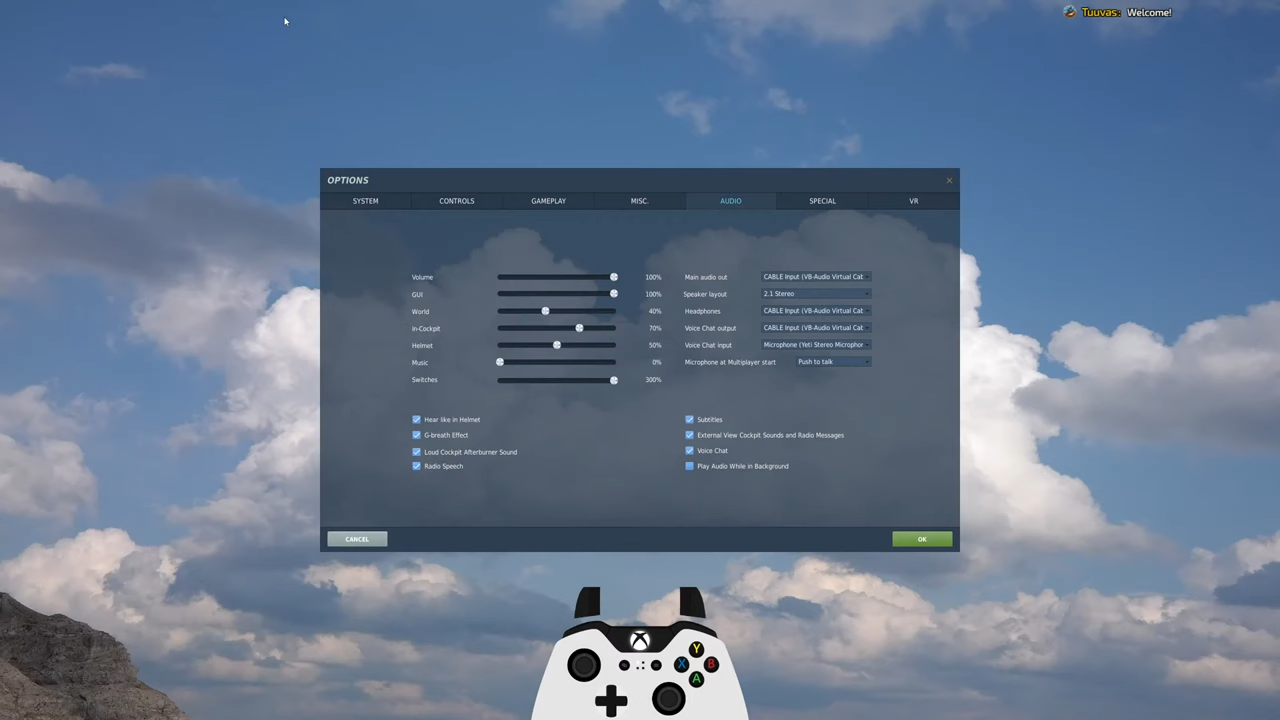 Tuuvas: Welcome!
OPTIONS
SYSTEM CONTROLS GAMEPLAY MISC. AUDIO SPECIAL VR
Volume 100% Main audio out CABLE Input (VB-Audio Virtual Cat
GUI 100% Speaker layout 2.1 Stereo
World 40% Headphones CABLE Input (VB-Audio Virtual Cat
In-Cockpit 70% Voice Chat output CABLE Input (VB-Audio Virtual Cat
Helmet 50% Voice Chat input Microphone (Yeti Stereo Microphor
Music 0% Microphone at Multiplayer start Push to talk
Switches 300%
Hear like in Helmet Subtitles
G-breath Effect External View Cockpit Sounds and Radio Messages
Loud Cockpit Afterburner Sound Voice Chat
Radio Speech Play Audio While in Background
CANCEL OK
Y
X B
A